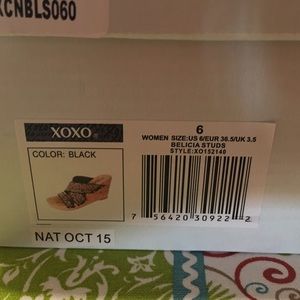 XCNBLS060
XOXO
COLOR: BLACK
6
WOMEN SIZE:US 6/EUR 36.5/UK 3.5
BELICIA STUDS
STYLE:XO152140
7 56420 30922 2
NAT OCT 15